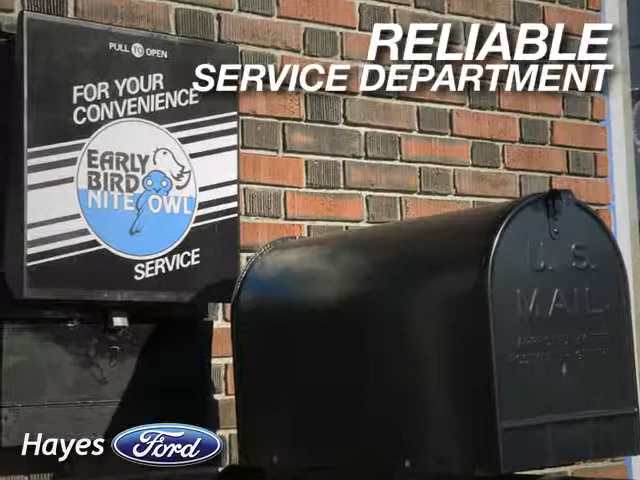 RELIABLE
SERVICE DEPARTMENT
PULL TO OPEN
FOR YOUR
CONVENIENCE
EARLY
BIRD
NITE OWL
SERVICE
U. S.
MAIL
Hayes Ford